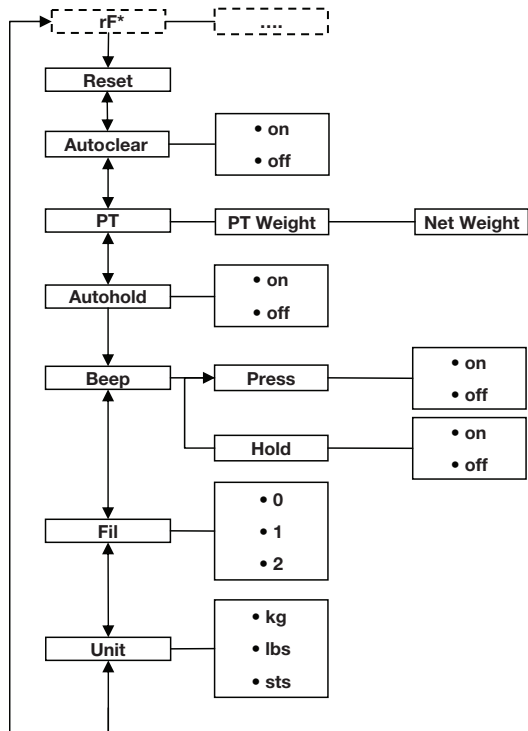 rF*
....
Reset
Autoclear
• on
• off
PT
PT Weight
Net Weight
Autohold
• on
• off
Beep
Press
• on
• off
Hold
• on
• off
Fil
• 0
• 1
• 2
Unit
• kg
• lbs
• sts